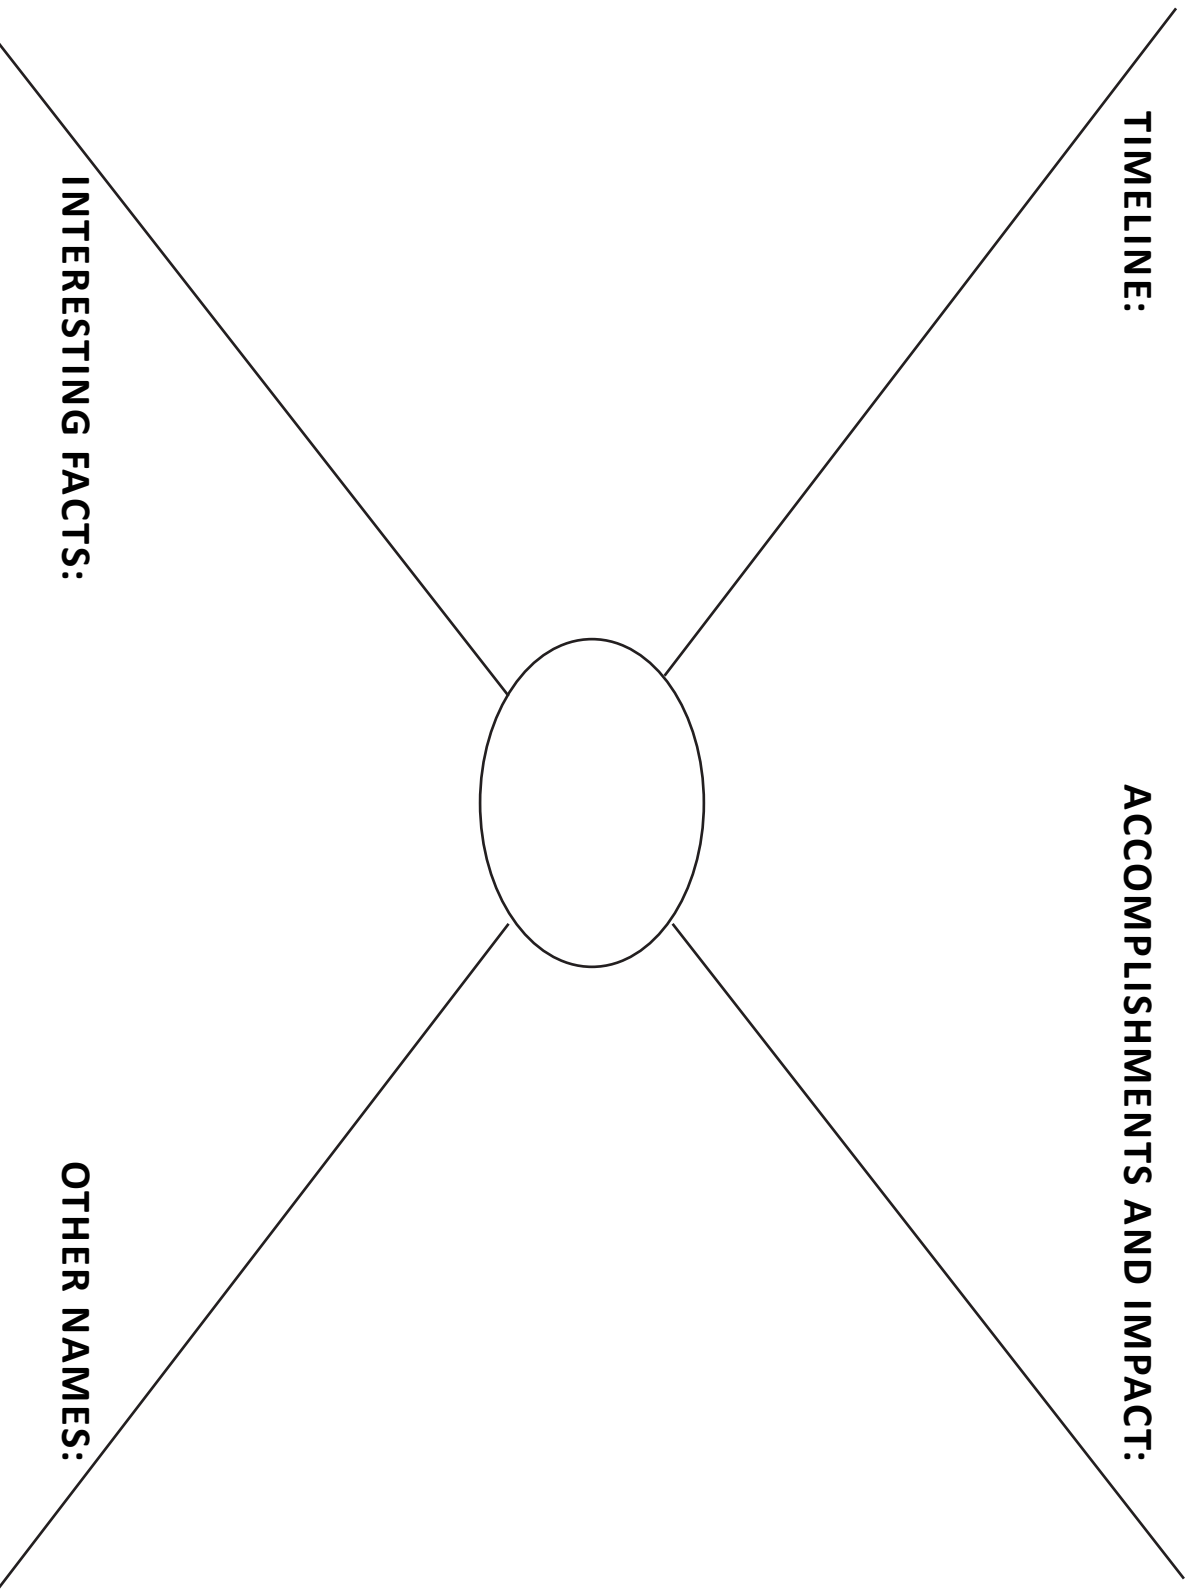 TIMELINE:
ACCOMPLISHMENTS AND IMPACT:
INTERESTING FACTS:
OTHER NAMES: